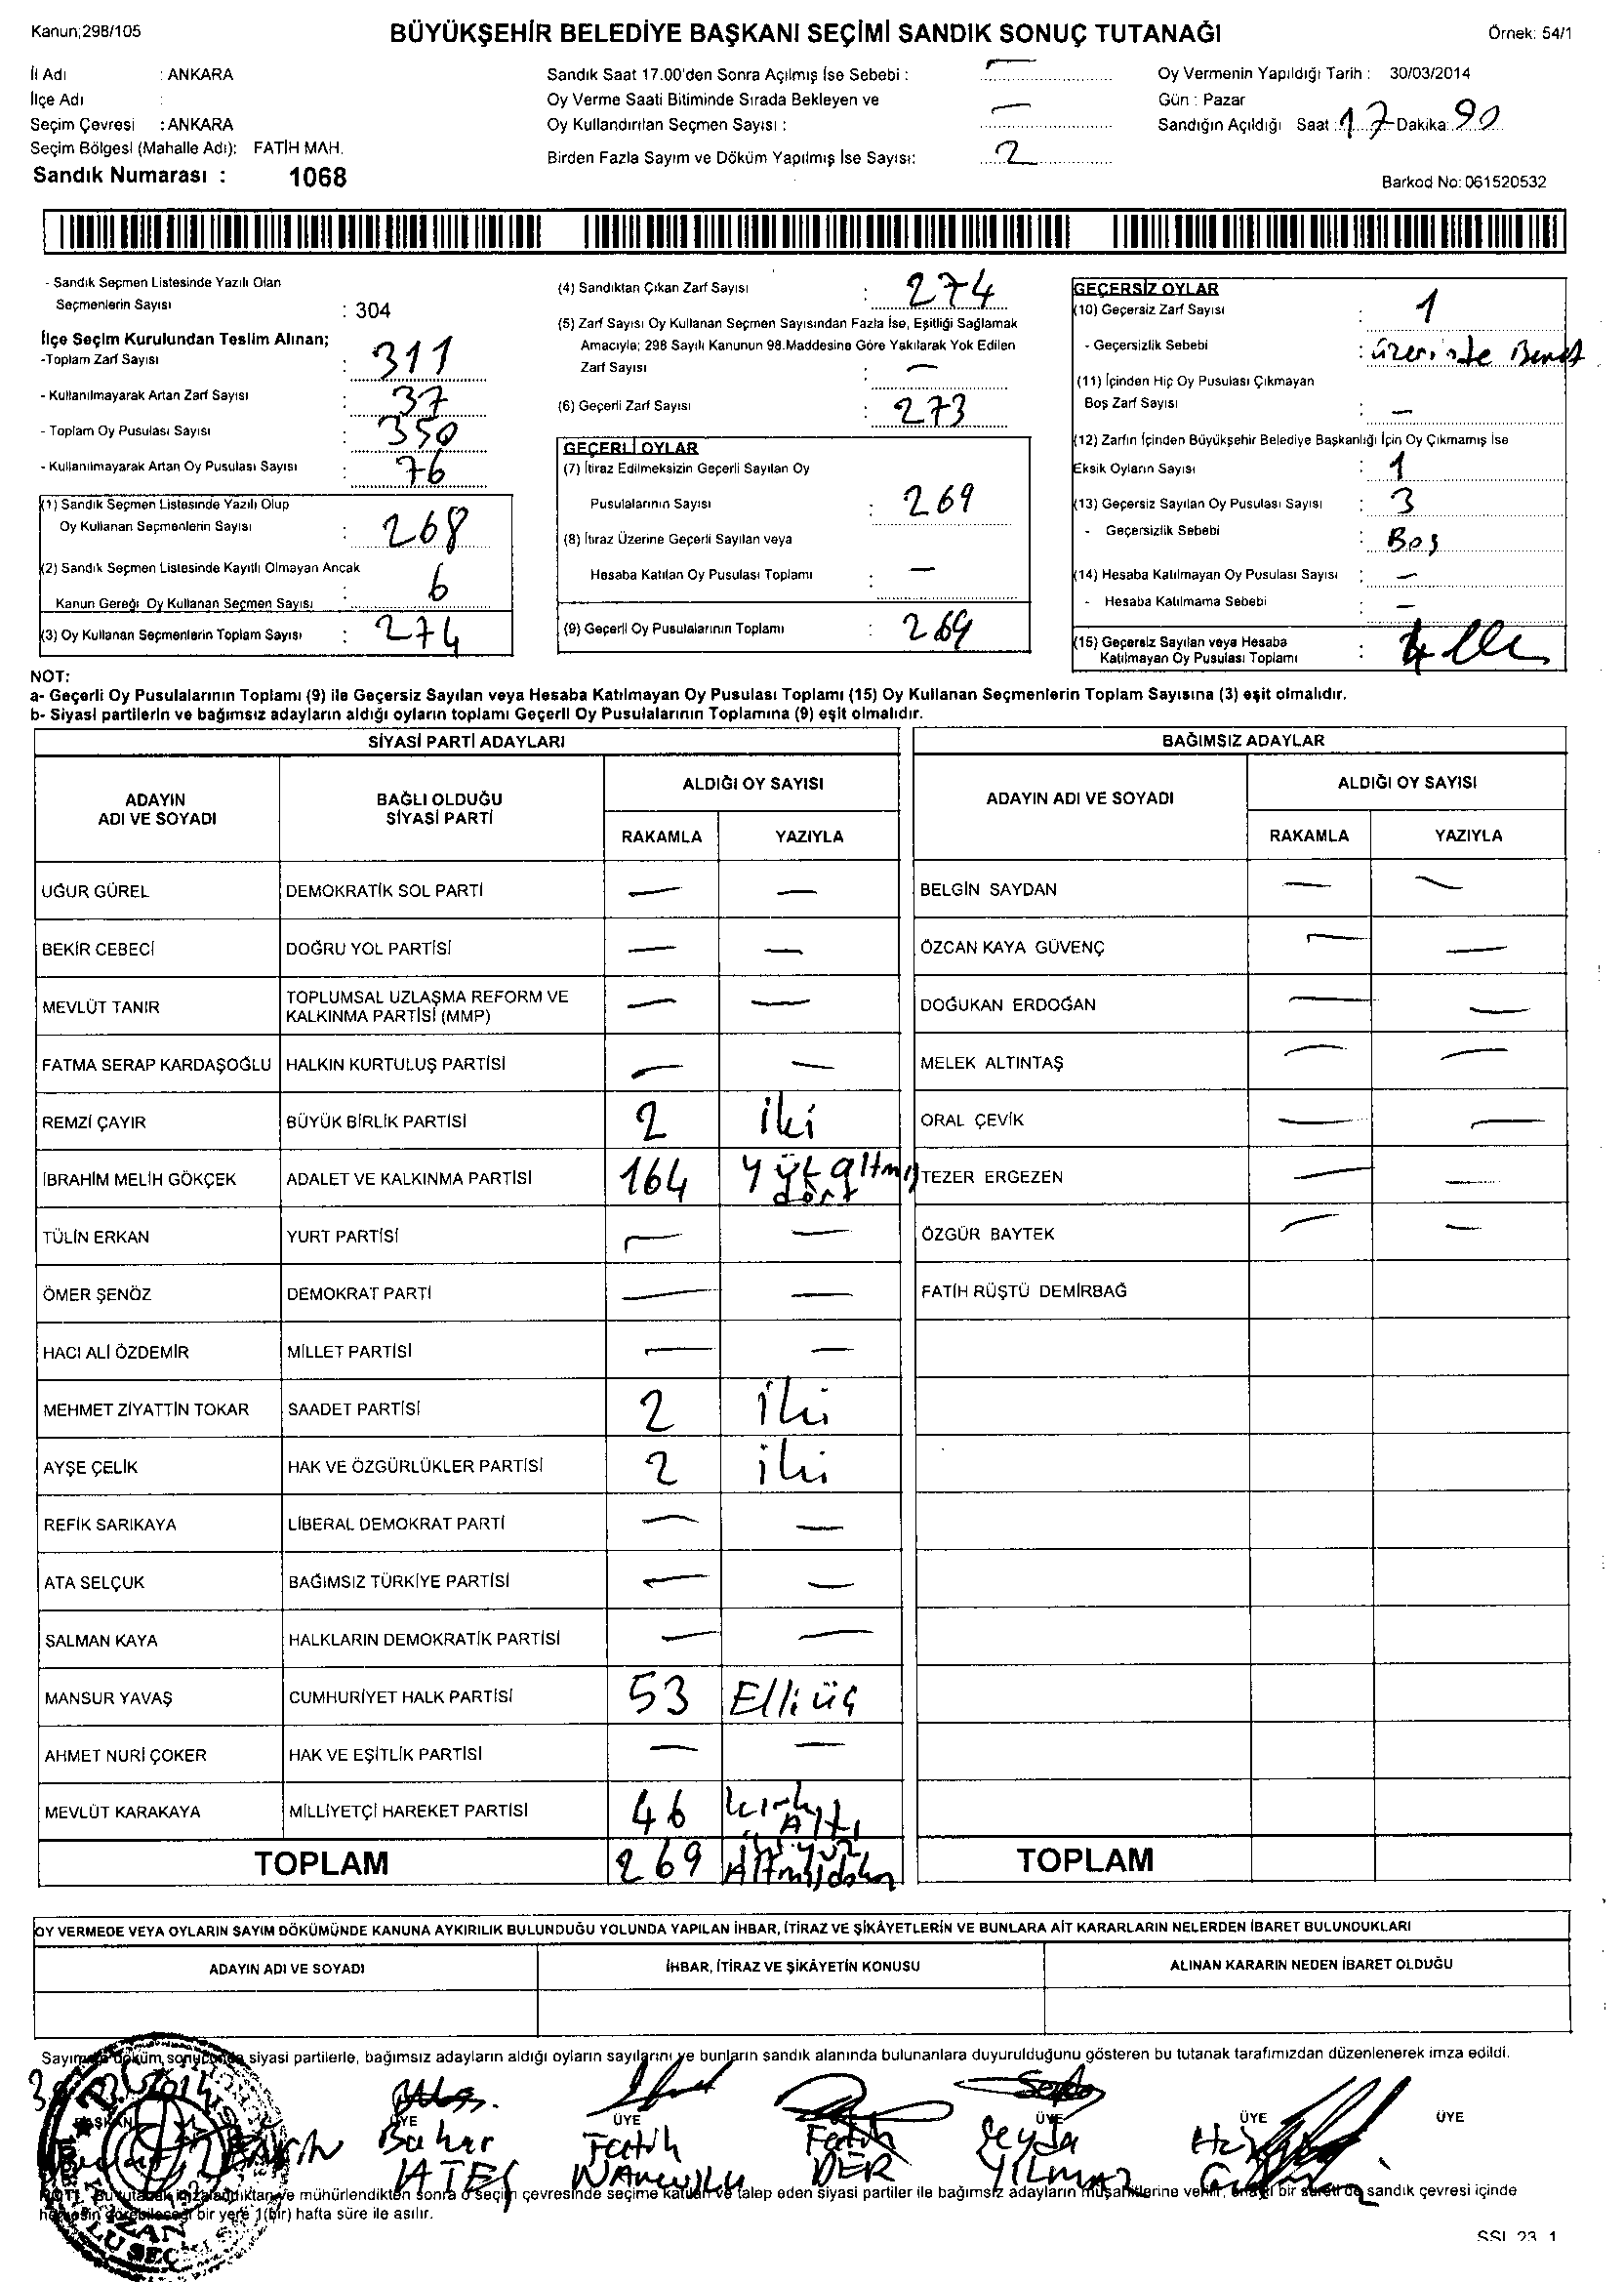 Kanun;298/105
BÜYÜKŞEHİR BELEDİYE BAŞKANI SEÇİMİ SANDIK SONUÇ TUTANAĞI
Örnek: 54/1
İl Adı : ANKARA
İlçe Adı :
Seçim Çevresi : ANKARA
Seçim Bölgesi (Mahalle Adı): FATİH MAH.
Sandık Numarası : 1068
Sandık Saat 17.00'den Sonra Açılmış İse Sebebi : —
Oy Verme Saati Bitiminde Sırada Bekleyen ve
Oy Kullandırılan Seçmen Sayısı : —
Birden Fazla Sayım ve Döküm Yapılmış İse Sayısı: 2
Oy Vermenin Yapıldığı Tarih : 30/03/2014
Gün : Pazar
Sandığın Açıldığı Saat : 17 Dakika:
Barkod No: 061520532
- Sandık Seçmen Listesinde Yazılı Olan
Seçmenlerin Sayısı : 304
İlçe Seçim Kurulundan Teslim Alınan;
-Toplam Zarf Sayısı : 311
- Kullanılmayarak Artan Zarf Sayısı : 37
- Toplam Oy Pusulası Sayısı : 350
- Kullanılmayarak Artan Oy Pusulası Sayısı : 76
(1) Sandık Seçmen Listesinde Yazılı Olup
Oy Kullanan Seçmenlerin Sayısı : 268
(2) Sandık Seçmen Listesinde Kayıtlı Olmayan Ancak
Kanun Gereği Oy Kullanan Seçmen Sayısı : 6
(3) Oy Kullanan Seçmenlerin Toplam Sayısı : 274
(4) Sandıktan Çıkan Zarf Sayısı : 274
(5) Zarf Sayısı Oy Kullanan Seçmen Sayısından Fazla İse, Eşitliği Sağlamak
Amacıyla; 298 Sayılı Kanunun 98.Maddesine Göre Yakılarak Yok Edilen
Zarf Sayısı : —
(6) Geçerli Zarf Sayısı : 273
GEÇERLİ OYLAR
(7) İtiraz Edilmeksizin Geçerli Sayılan Oy
Pusulalarının Sayısı : 269
(8) İtiraz Üzerine Geçerli Sayılan veya
Hesaba Katılan Oy Pusulası Toplamı : —
(9) Geçerli Oy Pusulalarının Toplamı : 269
GEÇERSİZ OYLAR
(10) Geçersiz Zarf Sayısı : 1
- Geçersizlik Sebebi : üzerinde
(11) İçinden Hiç Oy Pusulası Çıkmayan
Boş Zarf Sayısı : —
(12) Zarfın İçinden Büyükşehir Belediye Başkanlığı İçin Oy Çıkmamış İse
Eksik Oyların Sayısı : 1
(13) Geçersiz Sayılan Oy Pusulası Sayısı : 3
- Geçersizlik Sebebi : Boş
(14) Hesaba Katılmayan Oy Pusulası Sayısı : —
- Hesaba Katılmama Sebebi : —
(15) Geçersiz Sayılan veya Hesaba
Katılmayan Oy Pusulası Toplamı : 4
NOT:
a- Geçerli Oy Pusulalarının Toplamı (9) ile Geçersiz Sayılan veya Hesaba Katılmayan Oy Pusulası Toplamı (15) Oy Kullanan Seçmenlerin Toplam Sayısına (3) eşit olmalıdır.
b- Siyasi partilerin ve bağımsız adayların aldığı oyların toplamı Geçerli Oy Pusulalarının Toplamına (9) eşit olmalıdır.
SİYASİ PARTİ ADAYLARI
ADAYIN ADI VE SOYADI BAĞLI OLDUĞU SİYASİ PARTİ ALDIĞI OY SAYISI
RAKAMLA YAZIYLA
UĞUR GÜREL DEMOKRATİK SOL PARTİ — —
BEKİR CEBECİ DOĞRU YOL PARTİSİ — —
MEVLÜT TANIR TOPLUMSAL UZLAŞMA REFORM VE KALKINMA PARTİSİ (MMP) — —
FATMA SERAP KARDAŞOĞLU HALKIN KURTULUŞ PARTİSİ — —
REMZİ ÇAYIR BÜYÜK BİRLİK PARTİSİ 2 iki
İBRAHİM MELİH GÖKÇEK ADALET VE KALKINMA PARTİSİ 164 yüz altmış dört
TÜLİN ERKAN YURT PARTİSİ — —
ÖMER ŞENÖZ DEMOKRAT PARTİ — —
HACI ALİ ÖZDEMİR MİLLET PARTİSİ — —
MEHMET ZİYATTİN TOKAR SAADET PARTİSİ 2 iki
AYŞE ÇELİK HAK VE ÖZGÜRLÜKLER PARTİSİ 2 iki
REFİK SARIKAYA LİBERAL DEMOKRAT PARTİ — —
ATA SELÇUK BAĞIMSIZ TÜRKİYE PARTİSİ — —
SALMAN KAYA HALKLARIN DEMOKRATİK PARTİSİ — —
MANSUR YAVAŞ CUMHURİYET HALK PARTİSİ 53 Elli üç
AHMET NURİ ÇOKER HAK VE EŞİTLİK PARTİSİ — —
MEVLÜT KARAKAYA MİLLİYETÇİ HAREKET PARTİSİ 46 kırk Altı
TOPLAM 269 ikiyüz Altmışdokuz
BAĞIMSIZ ADAYLAR
ADAYIN ADI VE SOYADI ALDIĞI OY SAYISI
RAKAMLA YAZIYLA
BELGİN SAYDAN — —
ÖZCAN KAYA GÜVENÇ — —
DOĞUKAN ERDOĞAN — —
MELEK ALTINTAŞ — —
ORAL ÇEVİK — —
TEZER ERGEZEN — —
ÖZGÜR BAYTEK — —
FATİH RÜŞTÜ DEMİRBAĞ
TOPLAM
OY VERMEDE VEYA OYLARIN SAYIM DÖKÜMÜNDE KANUNA AYKIRILIK BULUNDUĞU YOLUNDA YAPILAN İHBAR, İTİRAZ VE ŞİKÂYETLERİN VE BUNLARA AİT KARARLARIN NELERDEN İBARET BULUNDUKLARI
ADAYIN ADI VE SOYADI İHBAR, İTİRAZ VE ŞİKÂYETİN KONUSU ALINAN KARARIN NEDEN İBARET OLDUĞU
Sayım döküm sonucunda siyasi partilerle, bağımsız adayların aldığı oyların sayılarını ve bunların sandık alanında bulunanlara duyurulduğunu gösteren bu tutanak tarafımızdan düzenlenerek imza edildi.
BAŞKAN ÜYE ÜYE ÜYE ÜYE ÜYE
Bahar ATEŞ Fatih Fatih DER Şeyda YILMAZ
NOT: Bu tutanak imzalandıktan ve mühürlendikten sonra o seçim çevresinde seçime katılan ve talep eden siyasi partiler ile bağımsız adayların müşahitlerine verilir, onaylı bir sureti de sandık çevresi içinde
herkesin görebileceği bir yere 1(bir) hafta süre ile asılır.